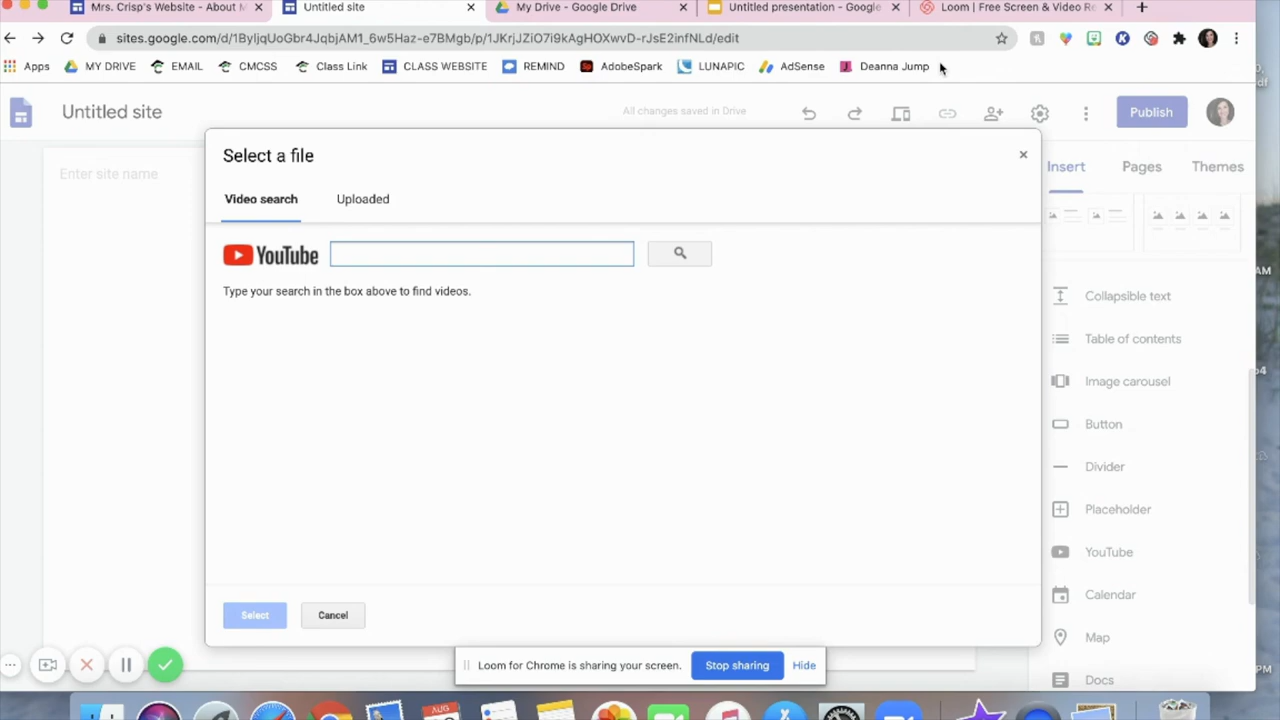 Mrs. Crisp's Website - About M
Untitled site
My Drive - Google Drive
Untitled presentation - Google
Loom | Free Screen & Video Re
sites.google.com/d/1ByljqUoGbr4JqbjAM1_6w5Haz-e7BMgb/p/1JKrjJZiO7i9kAgHOXwvD-rJsE2infNLd/edit
Apps
MY DRIVE
EMAIL
CMCSS
Class Link
CLASS WEBSITE
REMIND
AdobeSpark
LUNAPIC
AdSense
Deanna Jump
Untitled site
All changes saved in Drive
Publish
Enter site name
Select a file
Video search
Uploaded
YouTube
Type your search in the box above to find videos.
Select
Cancel
Insert
Pages
Themes
Collapsible text
Table of contents
Image carousel
Button
Divider
Placeholder
YouTube
Calendar
Map
Docs
Loom for Chrome is sharing your screen.
Stop sharing
Hide
AUG
AM
PM